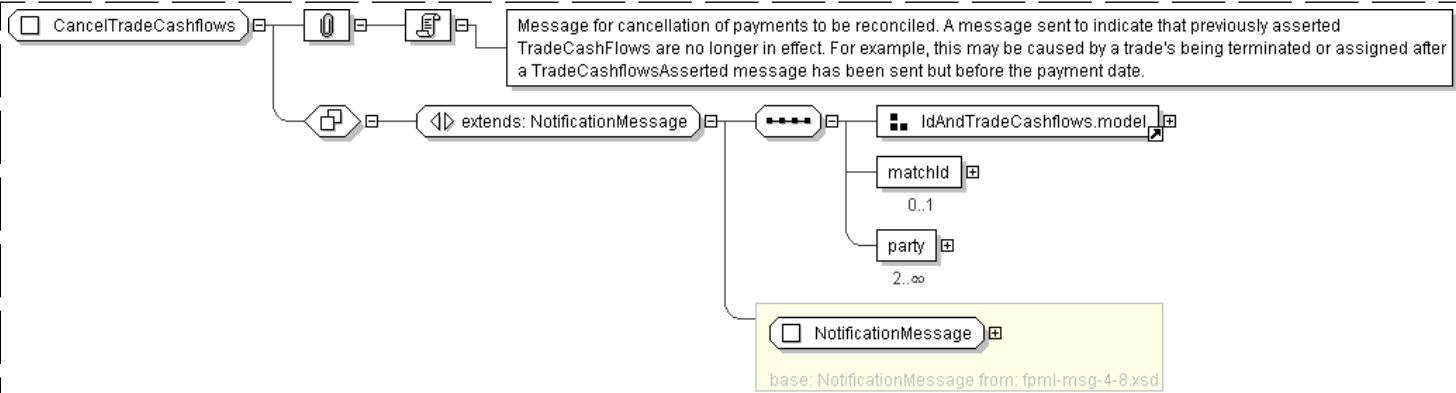 CancelTradeCashflows
Message for cancellation of payments to be reconciled. A message sent to indicate that previously asserted
TradeCashFlows are no longer in effect. For example, this may be caused by a trade's being terminated or assigned after
a TradeCashflowsAsserted message has been sent but before the payment date.
extends: NotificationMessage
IdAndTradeCashflows.model
matchId
0..1
party
2..∞
NotificationMessage
base: NotificationMessage from: fpml-msg-4-8.xsd